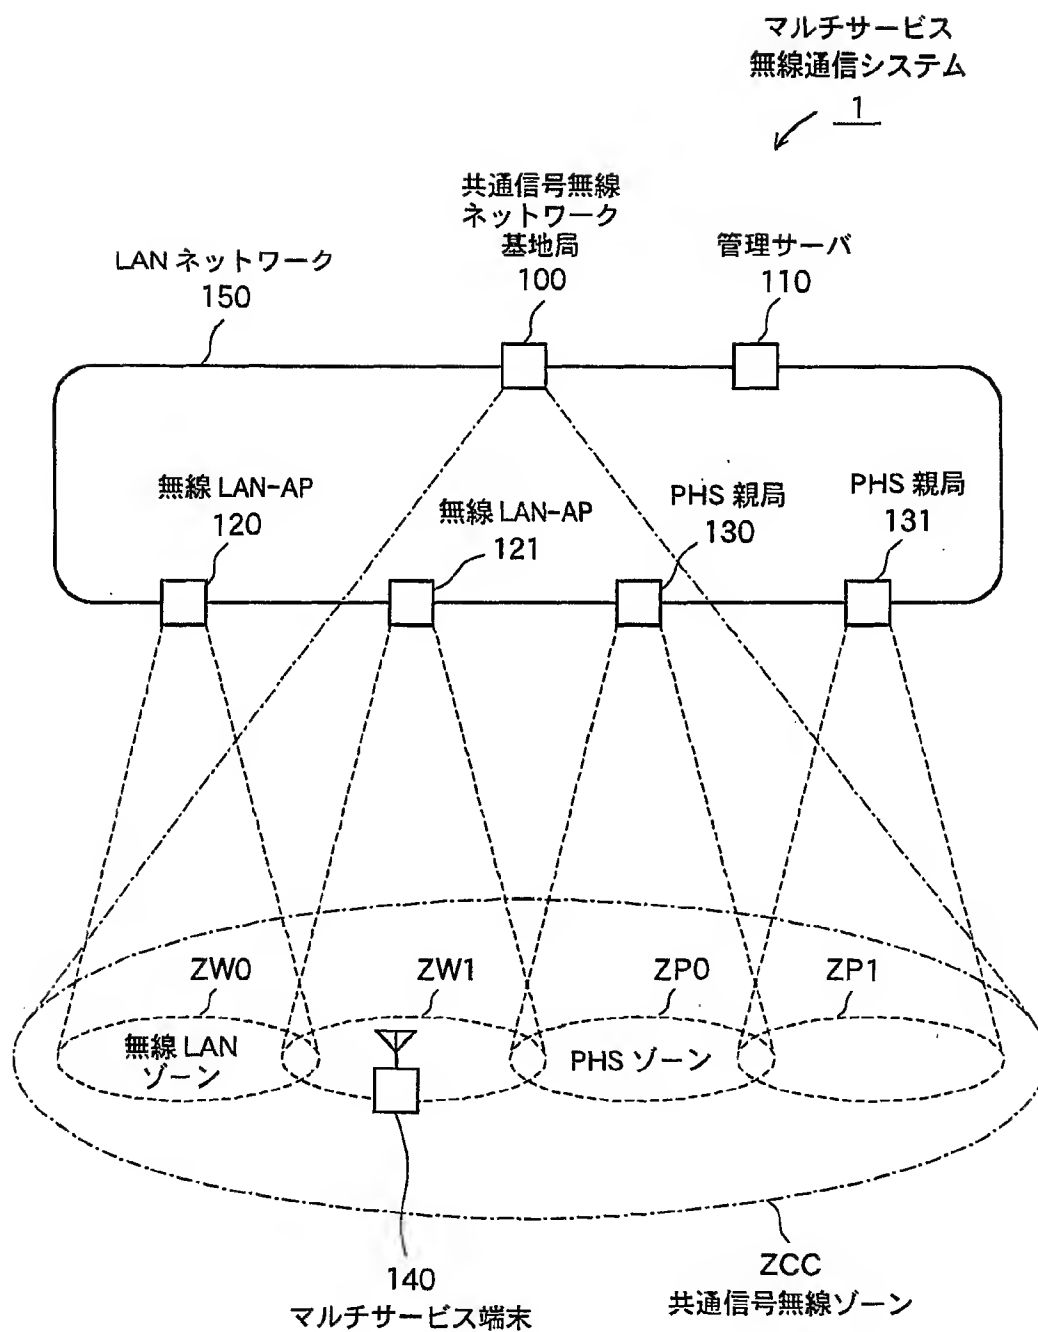 マルチサービス
無線通信システム
1
共通信号無線
ネットワーク
基地局
100
管理サーバ
110
LAN ネットワーク
150
無線 LAN-AP
120
無線 LAN-AP
121
PHS 親局
130
PHS 親局
131
ZW0
ZW1
ZP0
ZP1
無線 LAN
ゾーン
PHS ゾーン
140
マルチサービス端末
ZCC
共通信号無線ゾーン